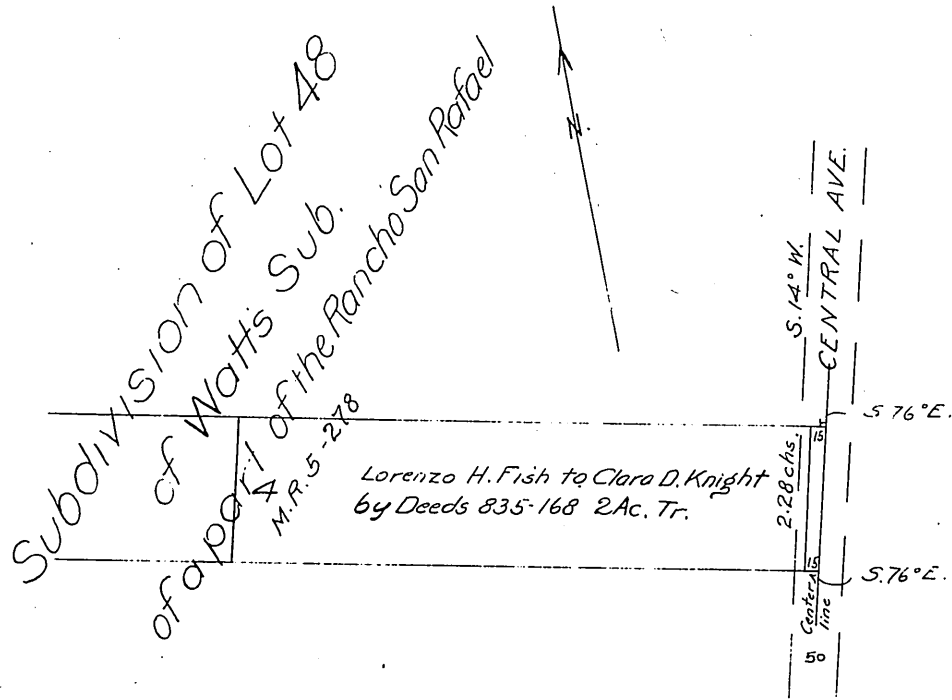 Subdivision of Lot 48
of Watts Sub.
of a part of the Rancho San Rafael
4
M.R. 5-278
N.
S. 14° W.
CENTRAL AVE.
S. 76° E.
15
Lorenzo H. Fish to Clara D. Knight
by Deeds 835-168 2Ac. Tr.
2.28 chs.
15
S. 76° E.
Center
line
50